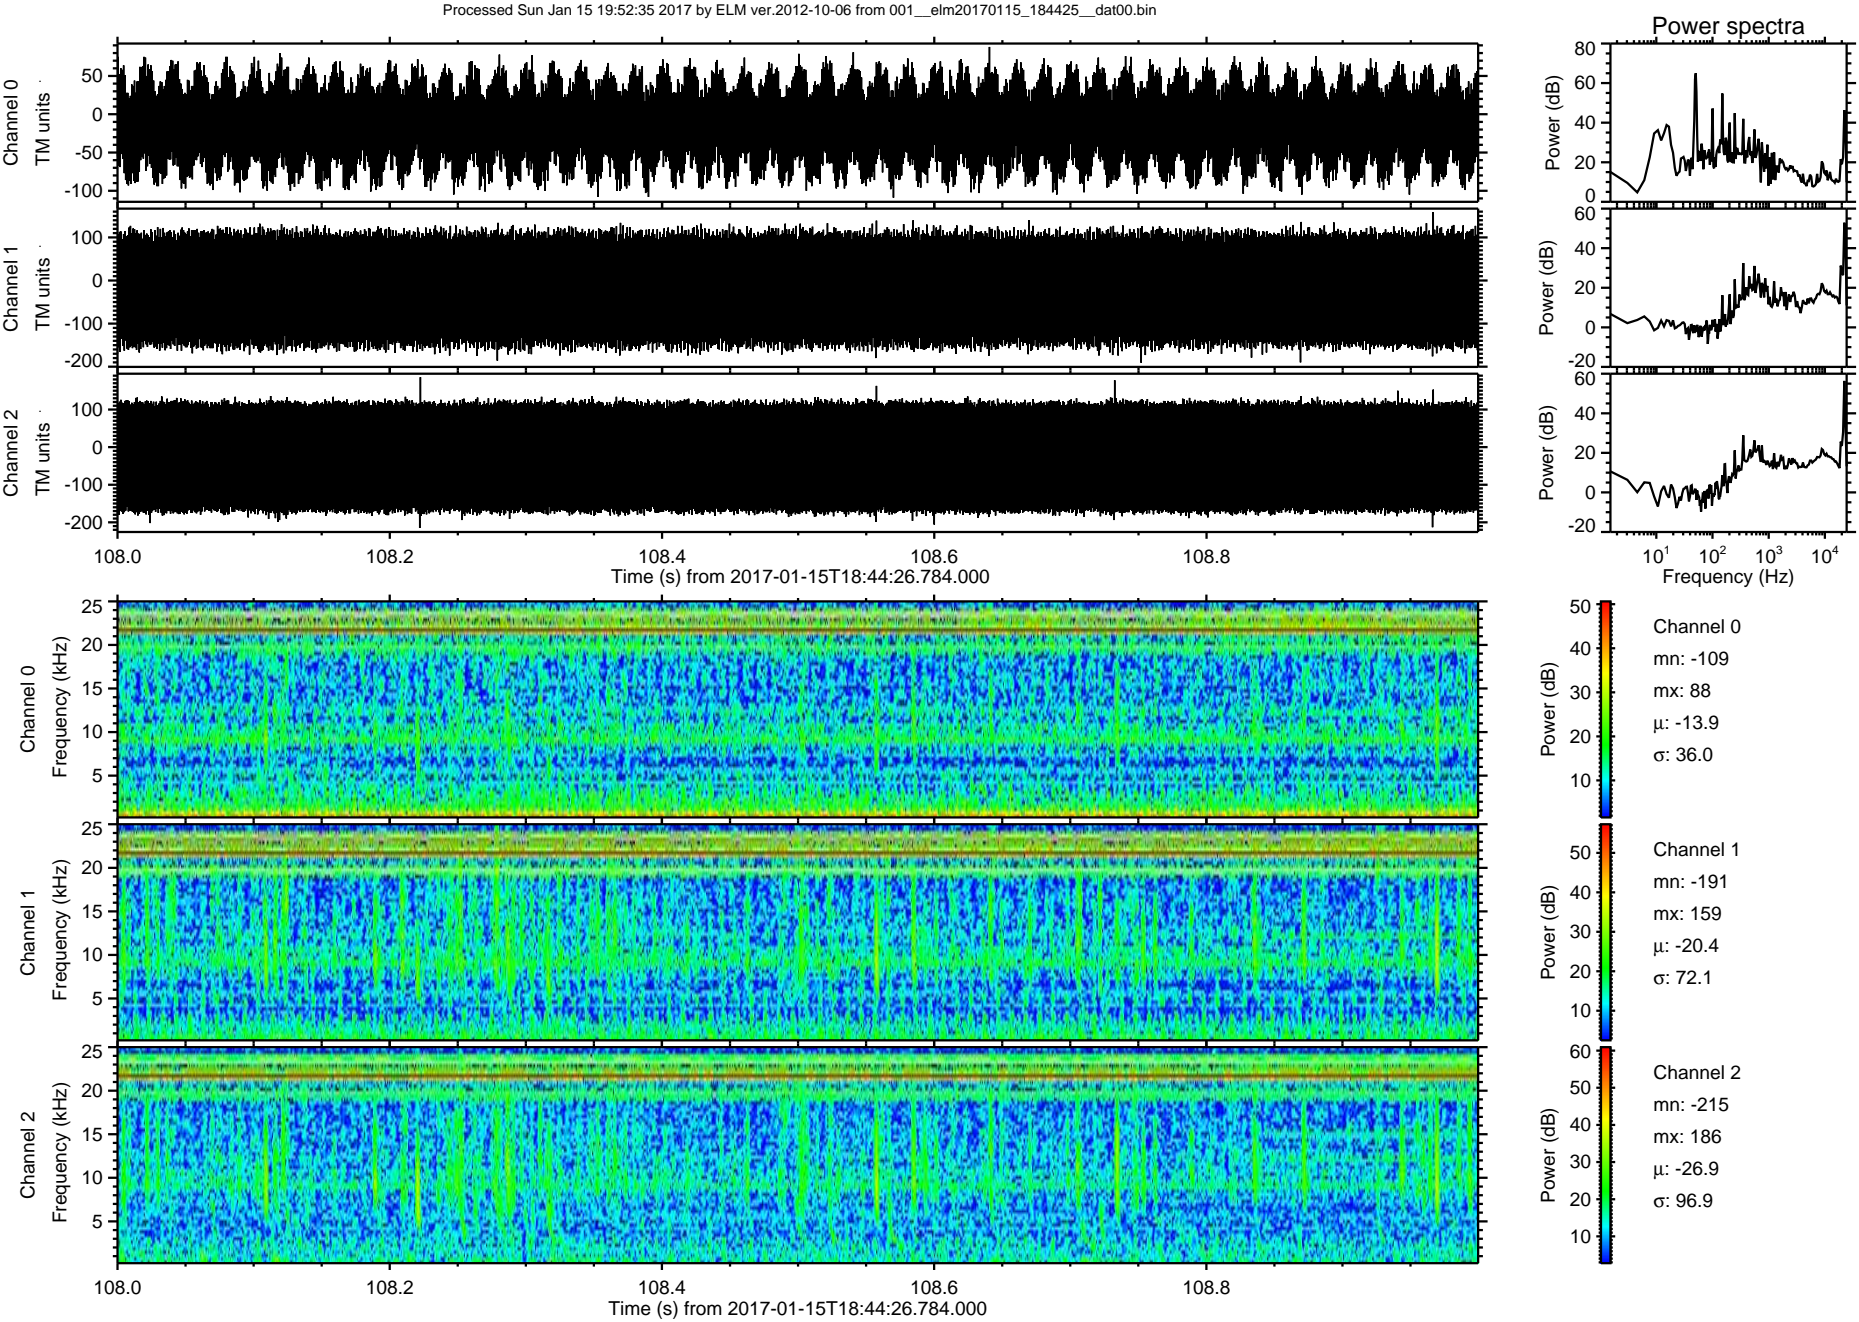 Processed Sun Jan 15 19:52:35 2017 by ELM ver.2012-10-06 from 001__elm20170115_184425__dat00.bin
Power spectra
Channel 0
TM units
50
0
-50
-100
Power (dB)
80
60
40
20
0
Channel 1
TM units
100
0
-100
-200
Power (dB)
60
40
20
0
-20
Channel 2
TM units
100
0
-100
-200
Power (dB)
60
40
20
0
-20
108.0 108.2 108.4 108.6 108.8
Time (s) from 2017-01-15T18:44:26.784.000
10¹ 10² 10³ 10⁴
Frequency (Hz)
Channel 0
Frequency (kHz)
25
20
15
10
5
Power (dB)
50
40
30
20
10
Channel 0
mn: -109
mx: 88
μ: -13.9
σ: 36.0
Channel 1
Frequency (kHz)
25
20
15
10
5
Power (dB)
50
40
30
20
10
Channel 1
mn: -191
mx: 159
μ: -20.4
σ: 72.1
Channel 2
Frequency (kHz)
25
20
15
10
5
Power (dB)
60
50
40
30
20
10
Channel 2
mn: -215
mx: 186
μ: -26.9
σ: 96.9
108.0 108.2 108.4 108.6 108.8
Time (s) from 2017-01-15T18:44:26.784.000